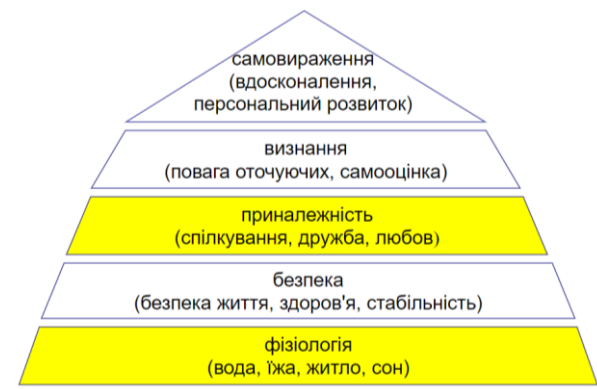 самовираження
(вдосконалення,
персональний розвиток)
визнання
(повага оточуючих, самооцінка)
приналежність
(спілкування, дружба, любов)
безпека
(безпека життя, здоров'я, стабільність)
фізіологія
(вода, їжа, житло, сон)